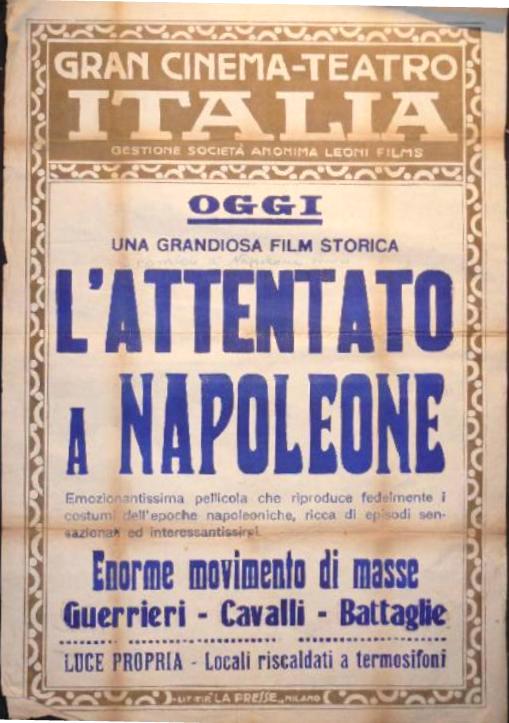 GRAN CINEMA-TEATRO
ITALIA
GESTIONE SOCIETÀ ANONIMA LEONI FILMS
OGGI
UNA GRANDIOSA FILM STORICA
L'ATTENTATO
A NAPOLEONE
Emozionantissima pellicola che riproduce fedelmente i
costumi dell'epoche napoleoniche, ricca di episodi sen-
sazionali ed interessantissimi.
Enorme movimento di masse
Guerrieri - Cavalli - Battaglie
LUCE PROPRIA - Locali riscaldati a termosifoni
"LA PRESSE" MILANO